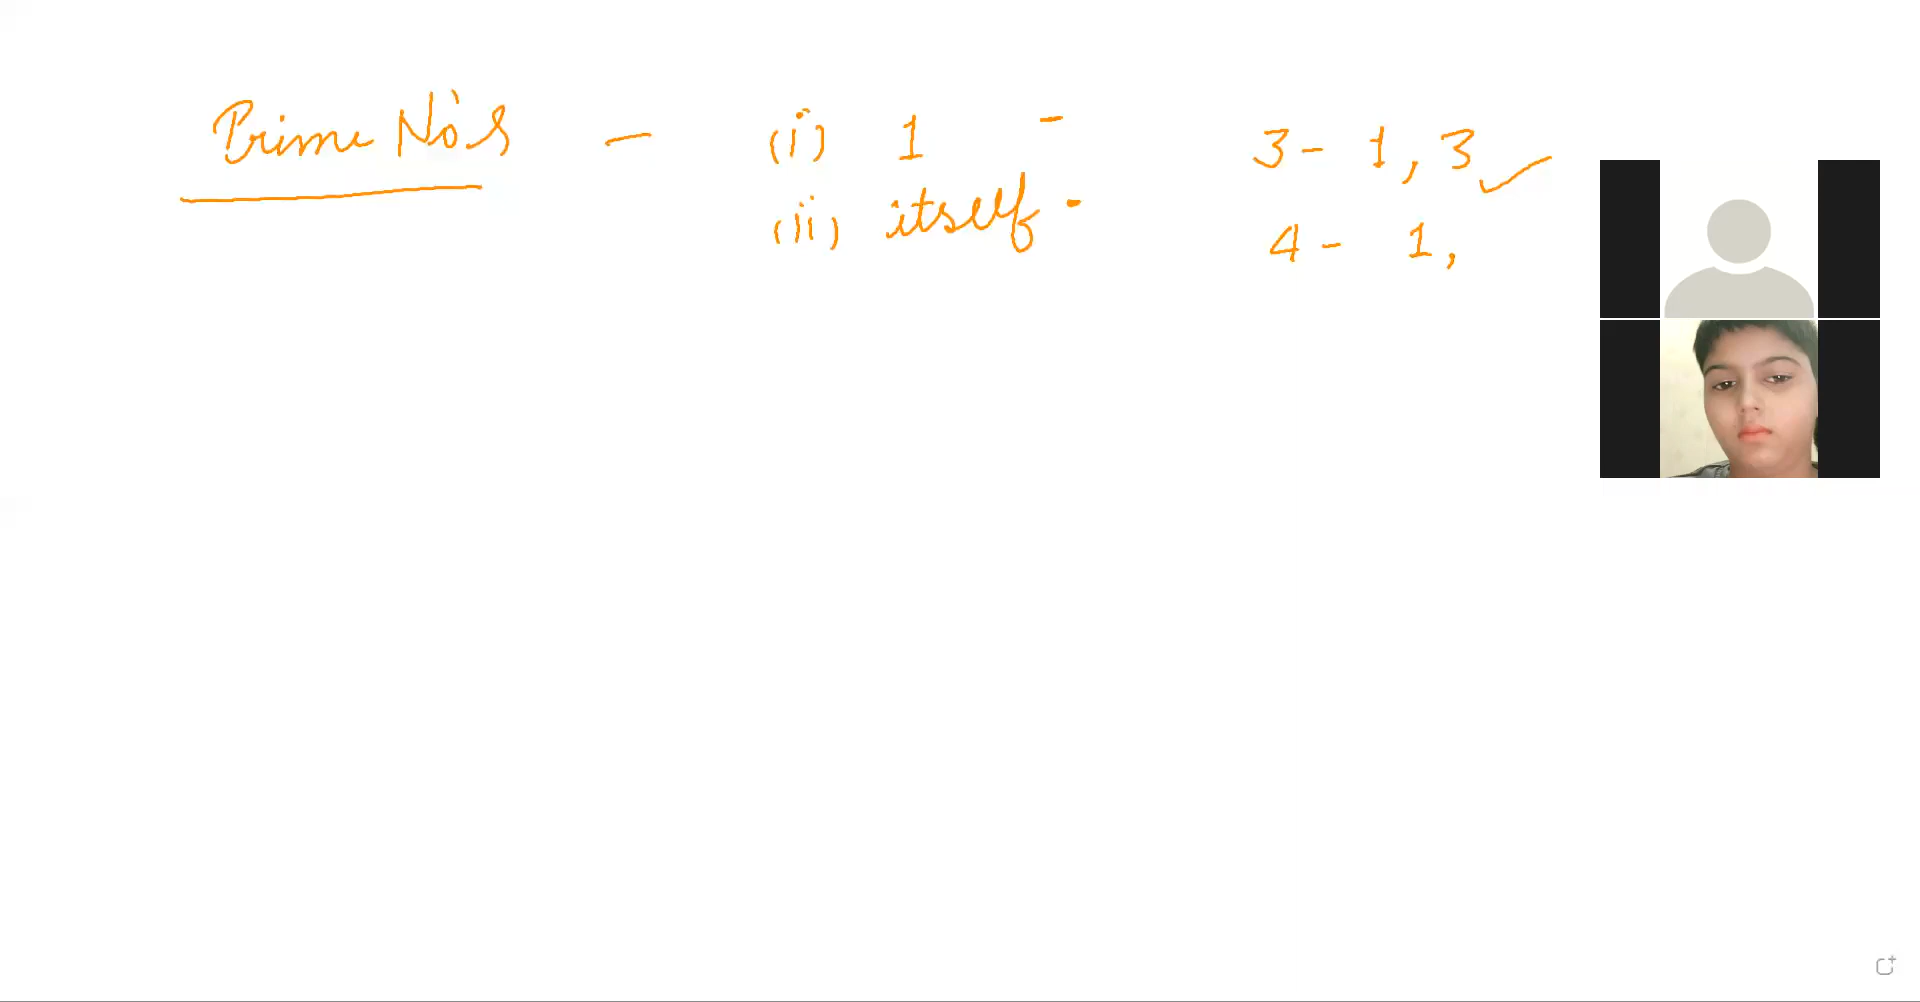 Prime No's - (i) 1 - 3 - 1, 3 ✓
(ii) itself - 4 - 1,